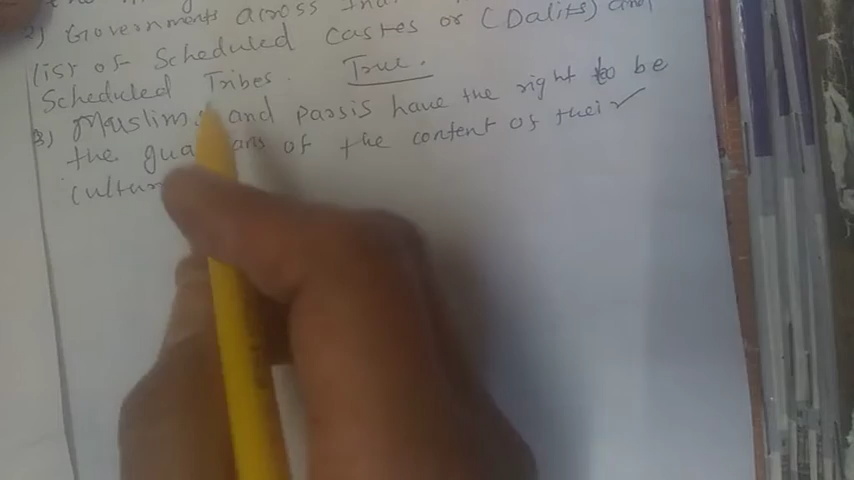 2) Governments across
list of Scheduled Castes or (Dalits) and
Scheduled Tribes. True.
3) Muslims and Parsis have the right to be
the of the content of their ✓